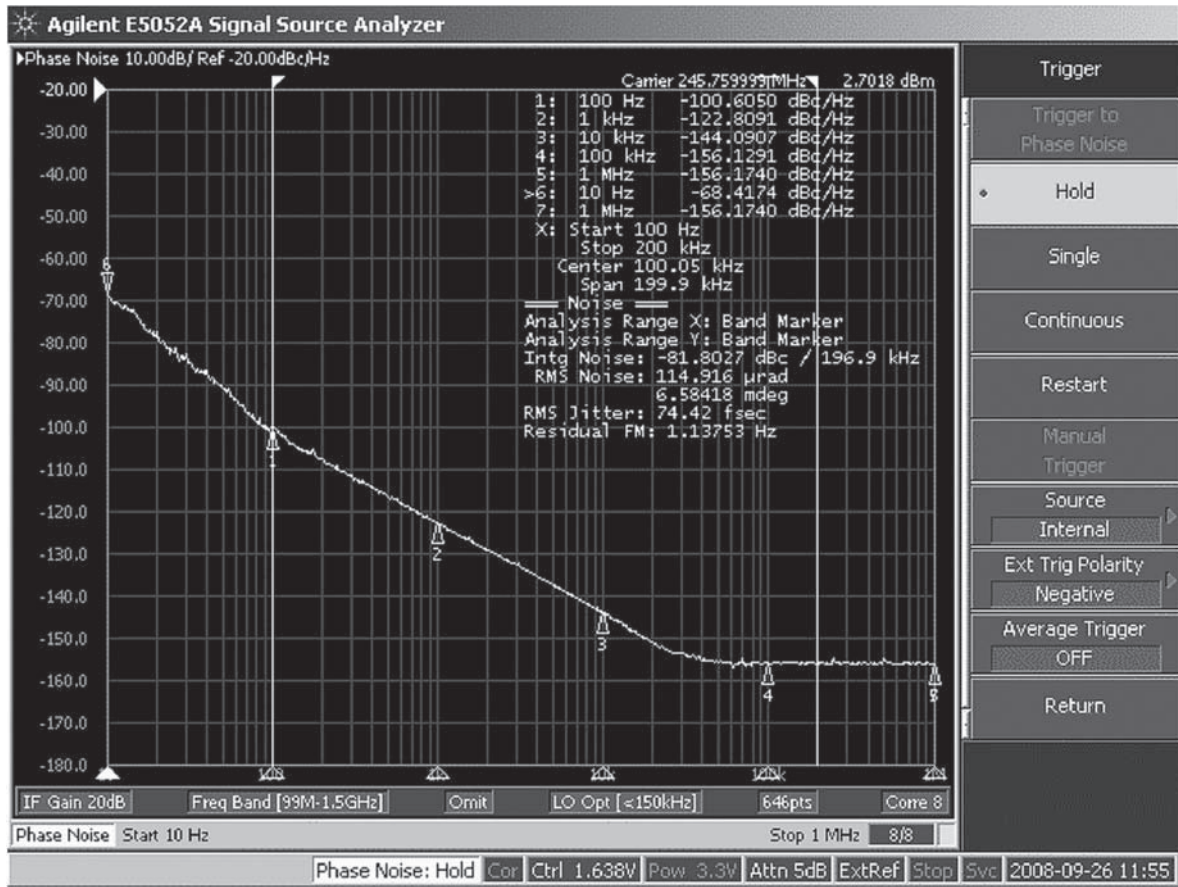 Agilent E5052A Signal Source Analyzer
▶Phase Noise 10.00dB/ Ref -20.00dBc/Hz
Carrier 245.759999 MHz 2.7018 dBm
1: 100 Hz -100.6050 dBc/Hz
2: 1 kHz -122.8091 dBc/Hz
3: 10 kHz -144.0907 dBc/Hz
4: 100 kHz -156.1291 dBc/Hz
5: 1 MHz -156.1740 dBc/Hz
>6: 10 Hz -68.4174 dBc/Hz
7: 1 MHz -156.1740 dBc/Hz
X: Start 100 Hz
Stop 200 kHz
Center 100.05 kHz
Span 199.9 kHz
=== Noise ===
Analysis Range X: Band Marker
Analysis Range Y: Band Marker
Intg Noise: -81.8027 dBc / 196.9 kHz
RMS Noise: 114.916 µrad
6.58418 mdeg
RMS Jitter: 74.42 fsec
Residual FM: 1.13753 Hz
-20.00
-30.00
-40.00
-50.00
-60.00
-70.00
-80.00
-90.00
-100.0
-110.0
-120.0
-130.0
-140.0
-150.0
-160.0
-170.0
-180.0
6
1
2
3
4
5
100
10k
100k
IF Gain 20dB
Freq Band [99M-1.5GHz]
Omit
LO Opt [<150kHz]
646pts
Corre 8
Phase Noise Start 10 Hz
Stop 1 MHz 8/8
Phase Noise: Hold Cor Ctrl 1.638V Pow 3.3V Attn 5dB ExtRef Stop Svc 2008-09-26 11:55
Trigger
Trigger to
Phase Noise
Hold
Single
Continuous
Restart
Manual
Trigger
Source
Internal
Ext Trig Polarity
Negative
Average Trigger
OFF
Return